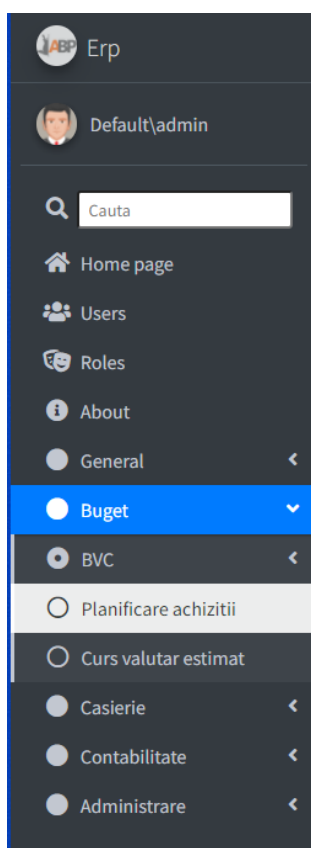 ABP Erp
Default\admin
Cauta
Home page
Users
Roles
About
General
Buget
BVC
Planificare achizitii
Curs valutar estimat
Casierie
Contabilitate
Administrare